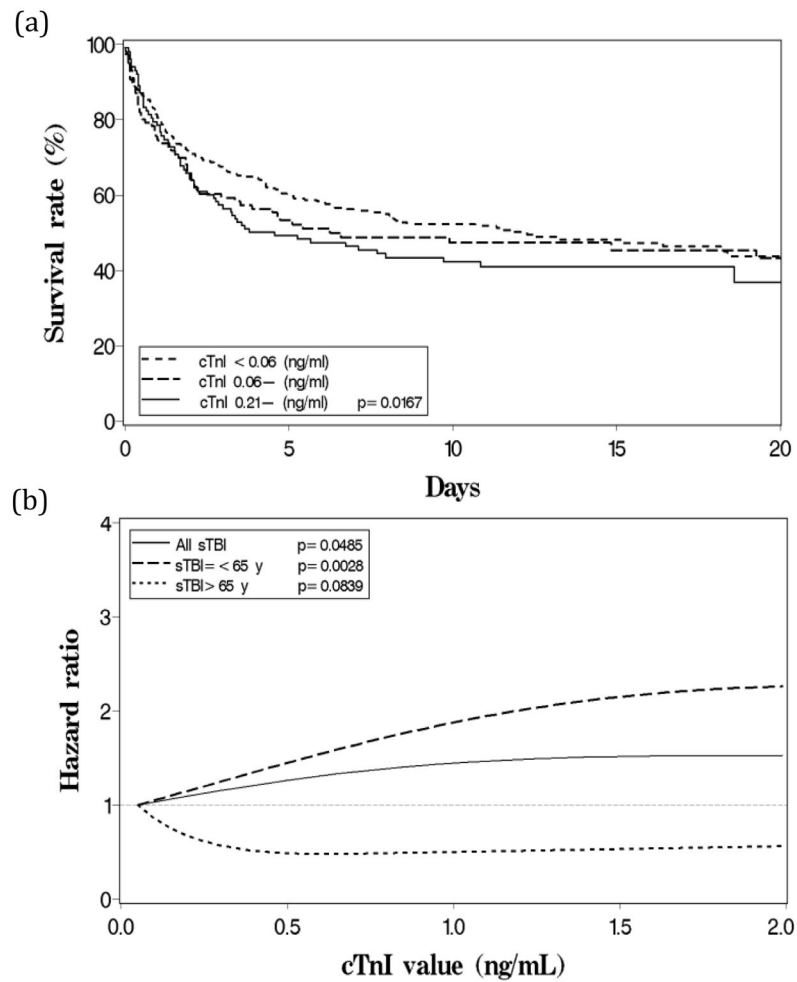 (a)
100
80
60
40
20
0
Survival rate (%)
cTnI < 0.06 (ng/ml)
cTnI 0.06— (ng/ml)
cTnI 0.21— (ng/ml) p= 0.0167
0 5 10 15 20
Days
(b)
4
3
2
1
0
Hazard ratio
All sTBI p= 0.0485
sTBI= < 65 y p= 0.0028
sTBI> 65 y p= 0.0839
0.0 0.5 1.0 1.5 2.0
cTnI value (ng/mL)